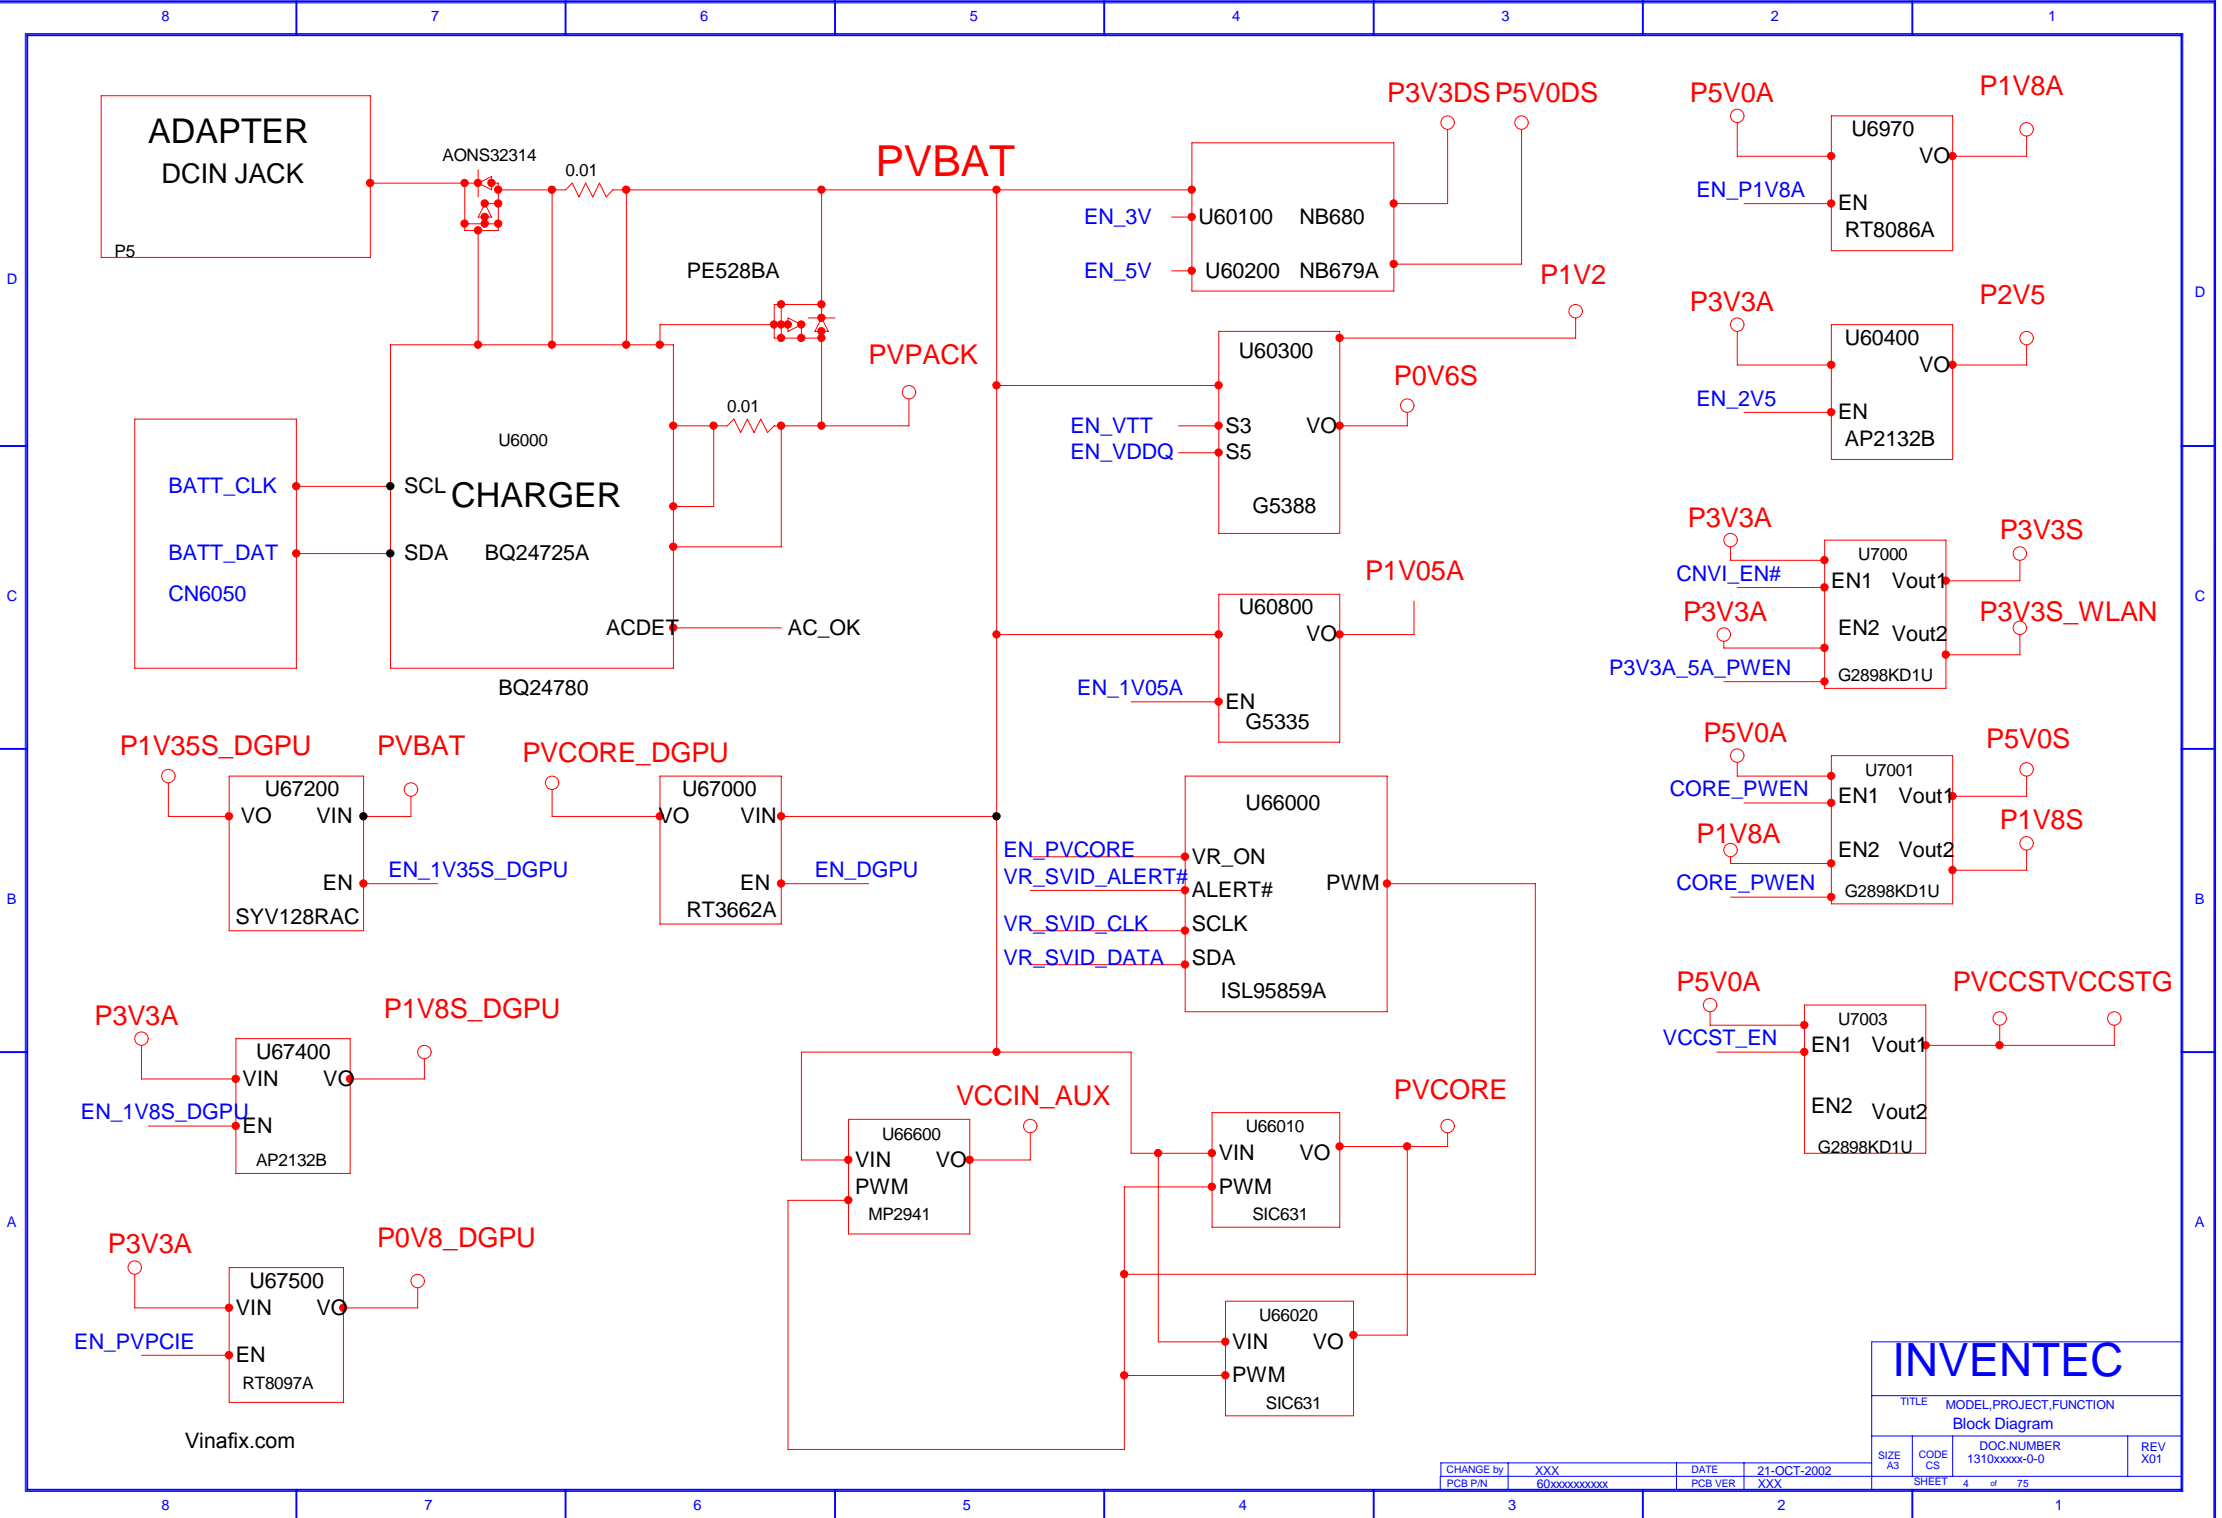 8 7 6 5 4 3 2 1
D
C
B
A
D
C
B
A
ADAPTER
DCIN JACK
P5
AONS32314
0.01
PVBAT
PE528BA
PVPACK
0.01
U6000
SCL CHARGER
SDA BQ24725A
ACDET AC_OK
BQ24780
BATT_CLK
BATT_DAT
CN6050
P3V3DS P5V0DS
EN_3V U60100 NB680
EN_5V U60200 NB679A
P1V2
U60300
P0V6S
EN_VTT S3 VO
EN_VDDQ S5
G5388
P1V05A
U60800
VO
EN_1V05A EN
G5335
P5V0A P1V8A
U6970
VO
EN_P1V8A EN
RT8086A
P3V3A P2V5
U60400
VO
EN_2V5 EN
AP2132B
P3V3A P3V3S
U7000
CNVI_EN# EN1 Vout1
P3V3A P3V3S_WLAN
EN2 Vout2
P3V3A_5A_PWEN G2898KD1U
P5V0A P5V0S
U7001
CORE_PWEN EN1 Vout1
P1V8A P1V8S
EN2 Vout2
CORE_PWEN G2898KD1U
P5V0A PVCCSTVCCSTG
U7003
VCCST_EN EN1 Vout1
EN2 Vout2
G2898KD1U
P1V35S_DGPU PVBAT
U67200
VO VIN
EN EN_1V35S_DGPU
SYV128RAC
PVCORE_DGPU
U67000
VO VIN
EN EN_DGPU
RT3662A
U66000
EN_PVCORE VR_ON
VR_SVID_ALERT# ALERT# PWM
VR_SVID_CLK SCLK
VR_SVID_DATA SDA
ISL95859A
P3V3A P1V8S_DGPU
U67400
VIN VO
EN_1V8S_DGPU EN
AP2132B
P3V3A P0V8_DGPU
U67500
VIN VO
EN_PVPCIE EN
RT8097A
VCCIN_AUX
U66600
VIN VO
PWM
MP2941
PVCORE
U66010
VIN VO
PWM
SIC631
U66020
VIN VO
PWM
SIC631
Vinafix.com
INVENTEC
TITLE MODEL,PROJECT,FUNCTION
Block Diagram
SIZE A3 CODE CS DOC.NUMBER 1310xxxxx-0-0 REV X01
CHANGE by XXX DATE 21-OCT-2002
PCB P/N 60xxxxxxxxxx PCB VER XXX
SHEET 4 of 75
8 7 6 5 4 3 2 1